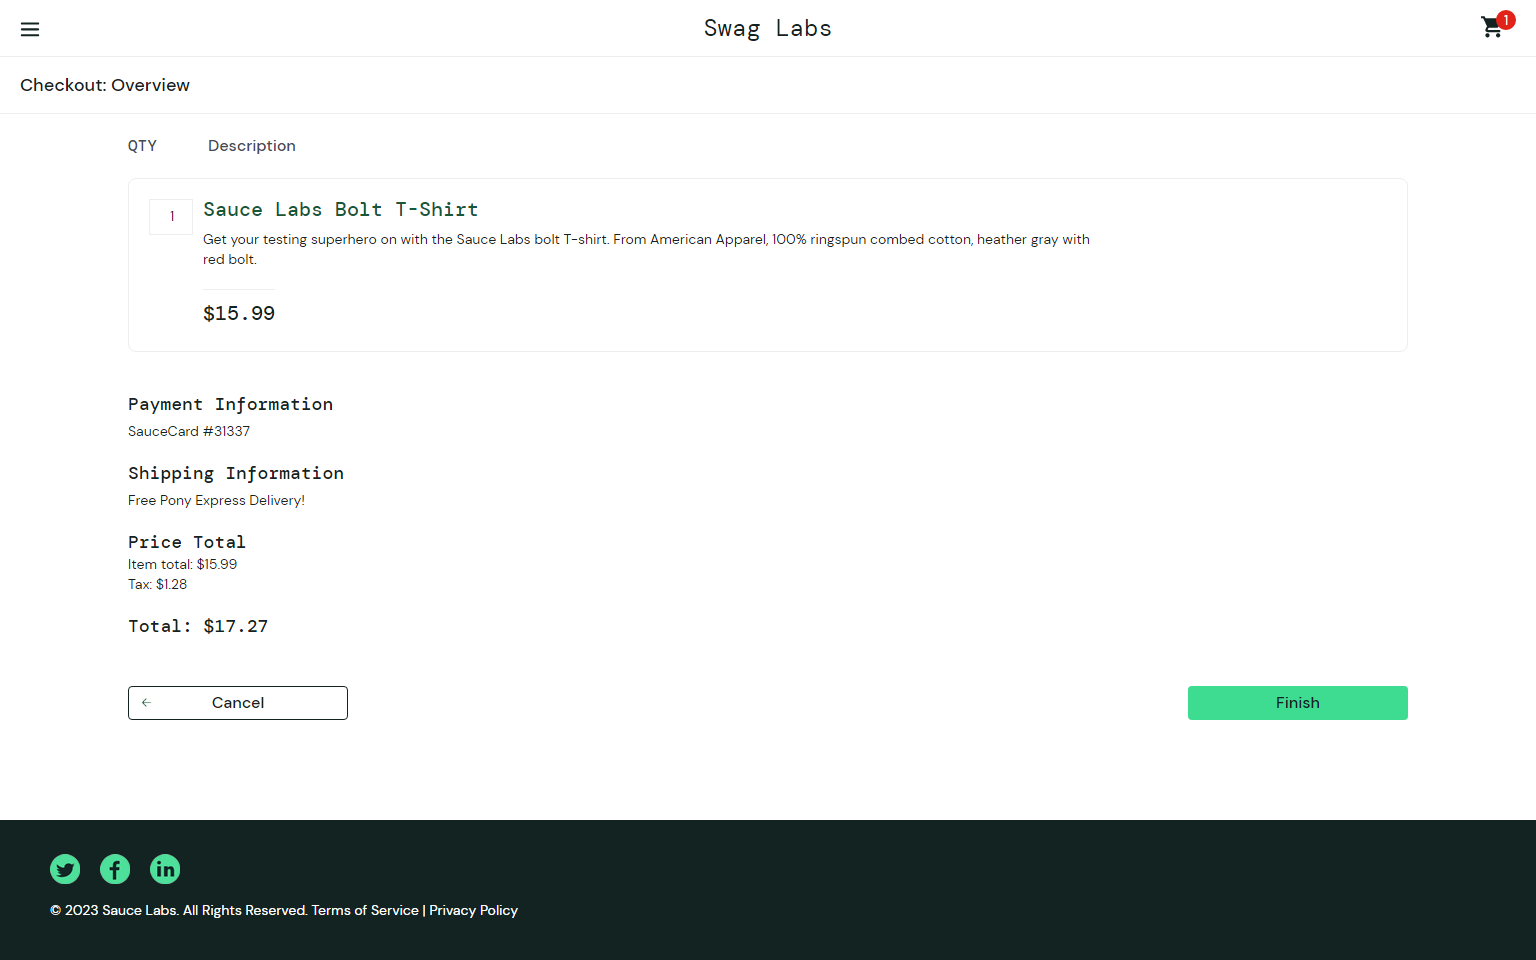 Swag Labs
1
Checkout: Overview
QTY Description
1
Sauce Labs Bolt T-Shirt
Get your testing superhero on with the Sauce Labs bolt T-shirt. From American Apparel, 100% ringspun combed cotton, heather gray with
red bolt.
$15.99
Payment Information
SauceCard #31337
Shipping Information
Free Pony Express Delivery!
Price Total
Item total: $15.99
Tax: $1.28
Total: $17.27
Cancel
Finish
© 2023 Sauce Labs. All Rights Reserved. Terms of Service | Privacy Policy